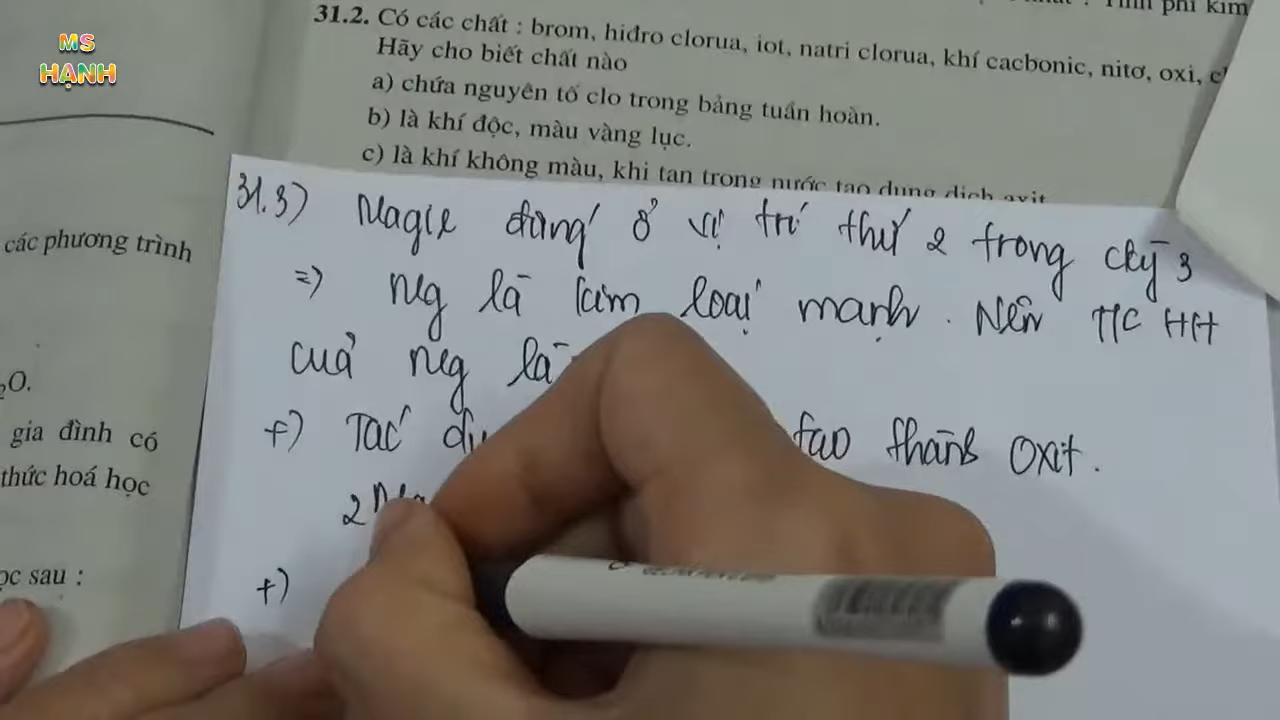 MS
HẠNH
31.2. Có các chất : brom, hiđro clorua, iot, natri clorua, khí cacbonic, nitơ, oxi,
Hãy cho biết chất nào
a) chứa nguyên tố clo trong bảng tuần hoàn.
b) là khí độc, màu vàng lục.
c) là khí không màu, khi tan trong nước tạo dung dịch axit
các phương trình
₂O.
gia đình có
thức hoá học
ọc sau :
31.3) Magie đứng ở vị trí thứ 2 trong ckỳ 3
=> Mg là kim loại mạnh. Nên TC HH
của Mg là
+) Tác dụ tạo thành oxit.
2Mg
+)